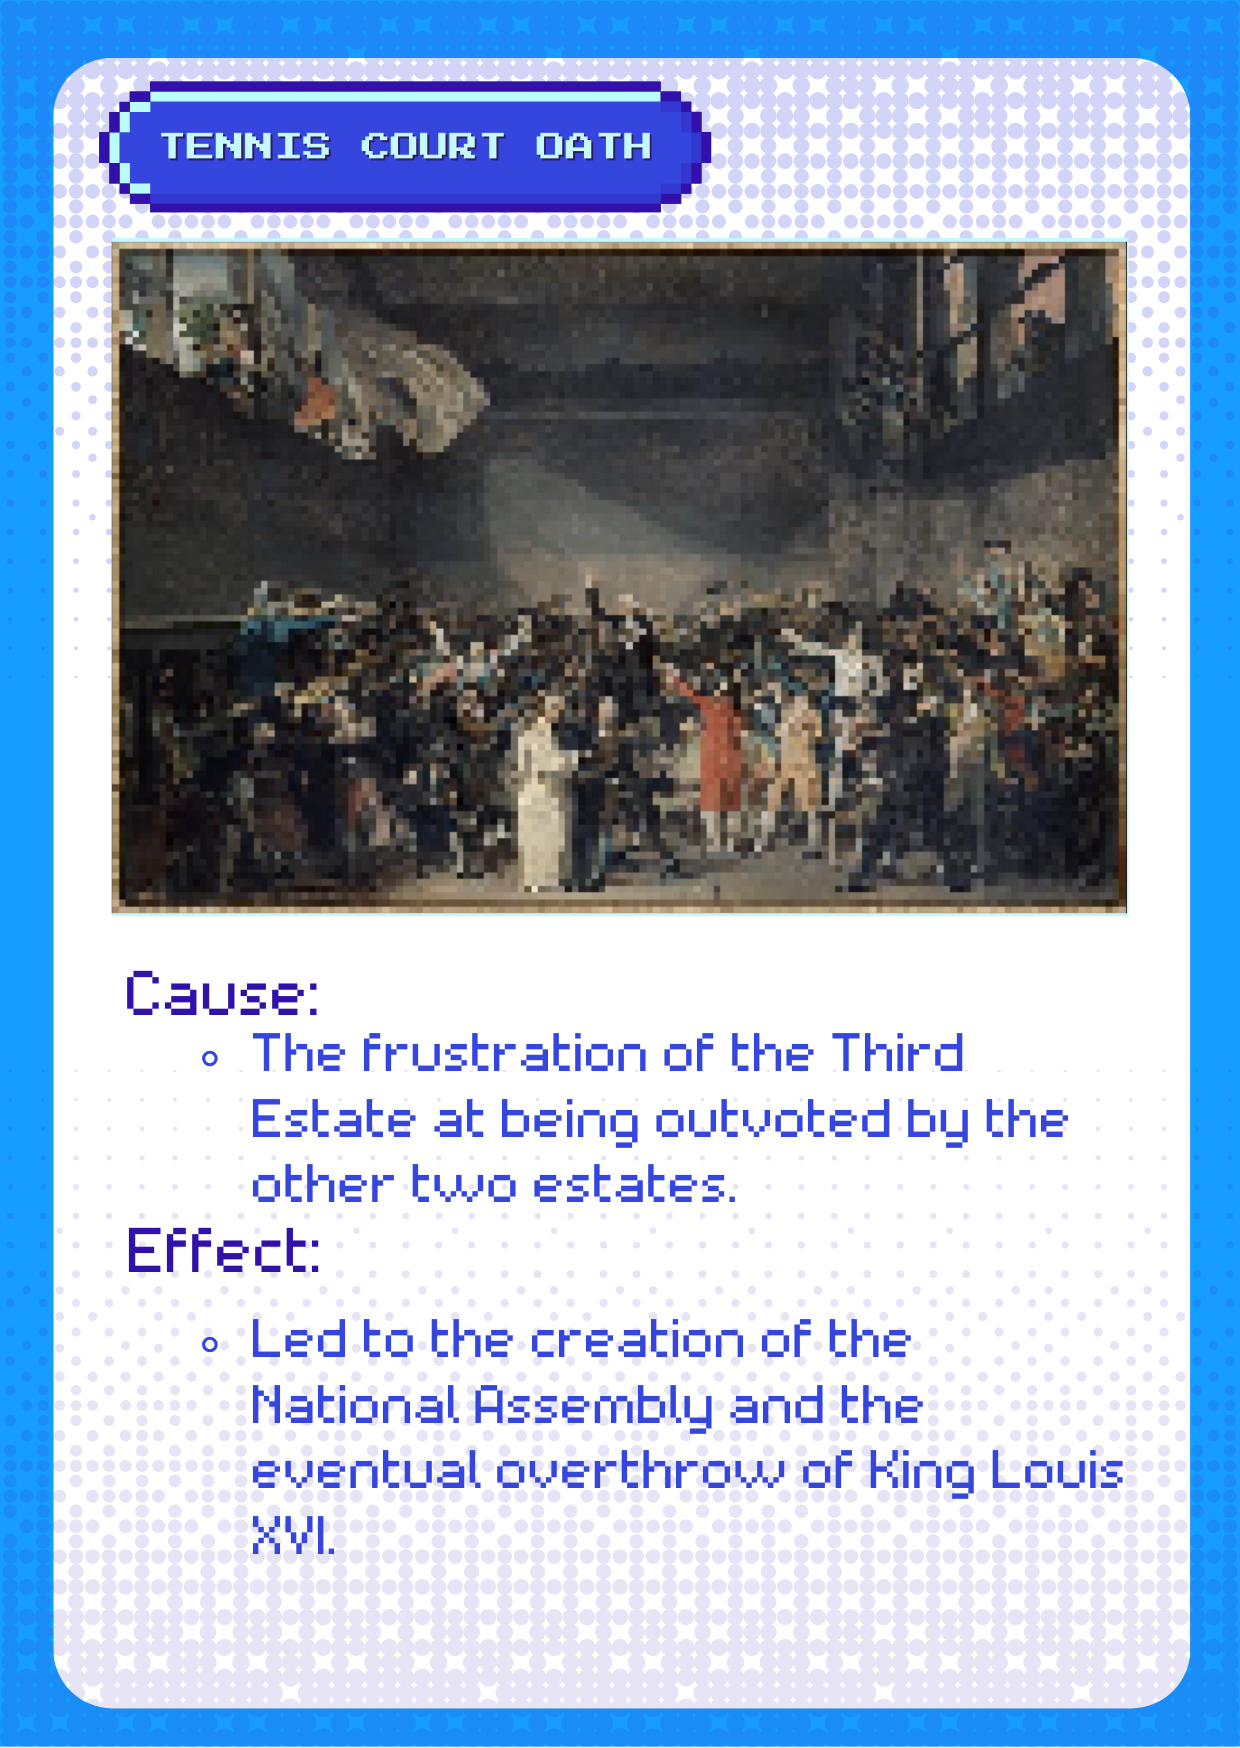 TENNIS COURT OATH
Cause:
The frustration of the Third
Estate at being outvoted by the
other two estates.
Effect:
Led to the creation of the
National Assembly and the
eventual overthrow of King Louis
XVI.